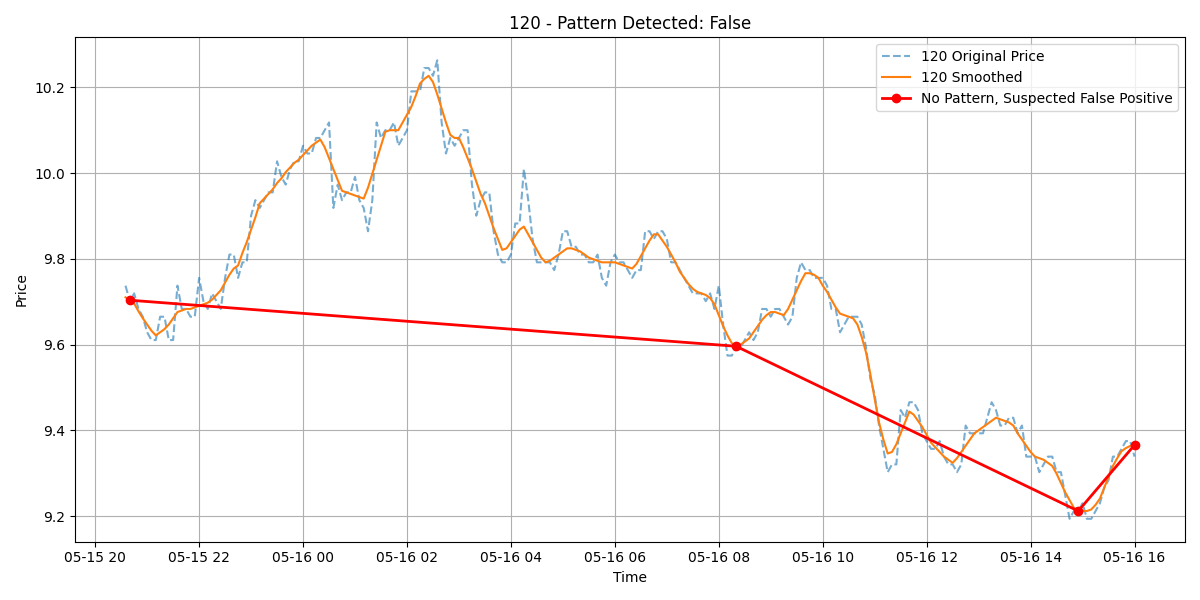 120 - Pattern Detected: False
120 Original Price
120 Smoothed
No Pattern, Suspected False Positive
Price
10.2
10.0
9.8
9.6
9.4
9.2
05-15 20
05-15 22
05-16 00
05-16 02
05-16 04
05-16 06
05-16 08
05-16 10
05-16 12
05-16 14
05-16 16
Time